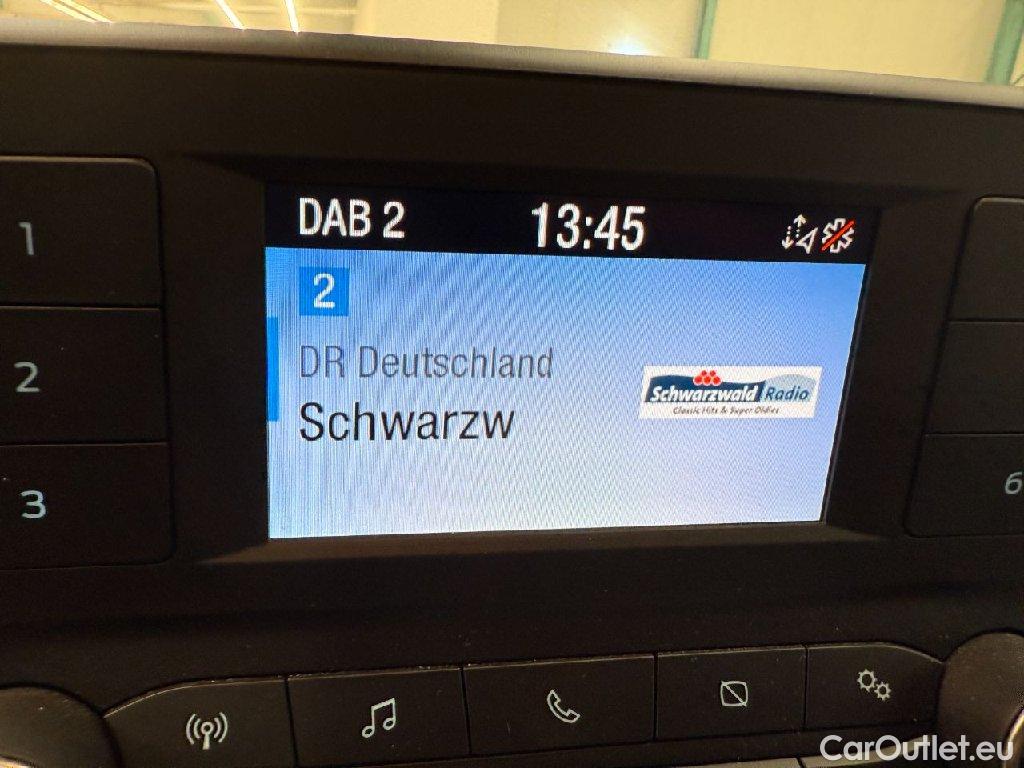 DAB 2
13:45
1
2
DR Deutschland
Schwarzw
Schwarzwald Radio
Classic Hits & Super Oldies
2
3
6
CarOutlet.eu